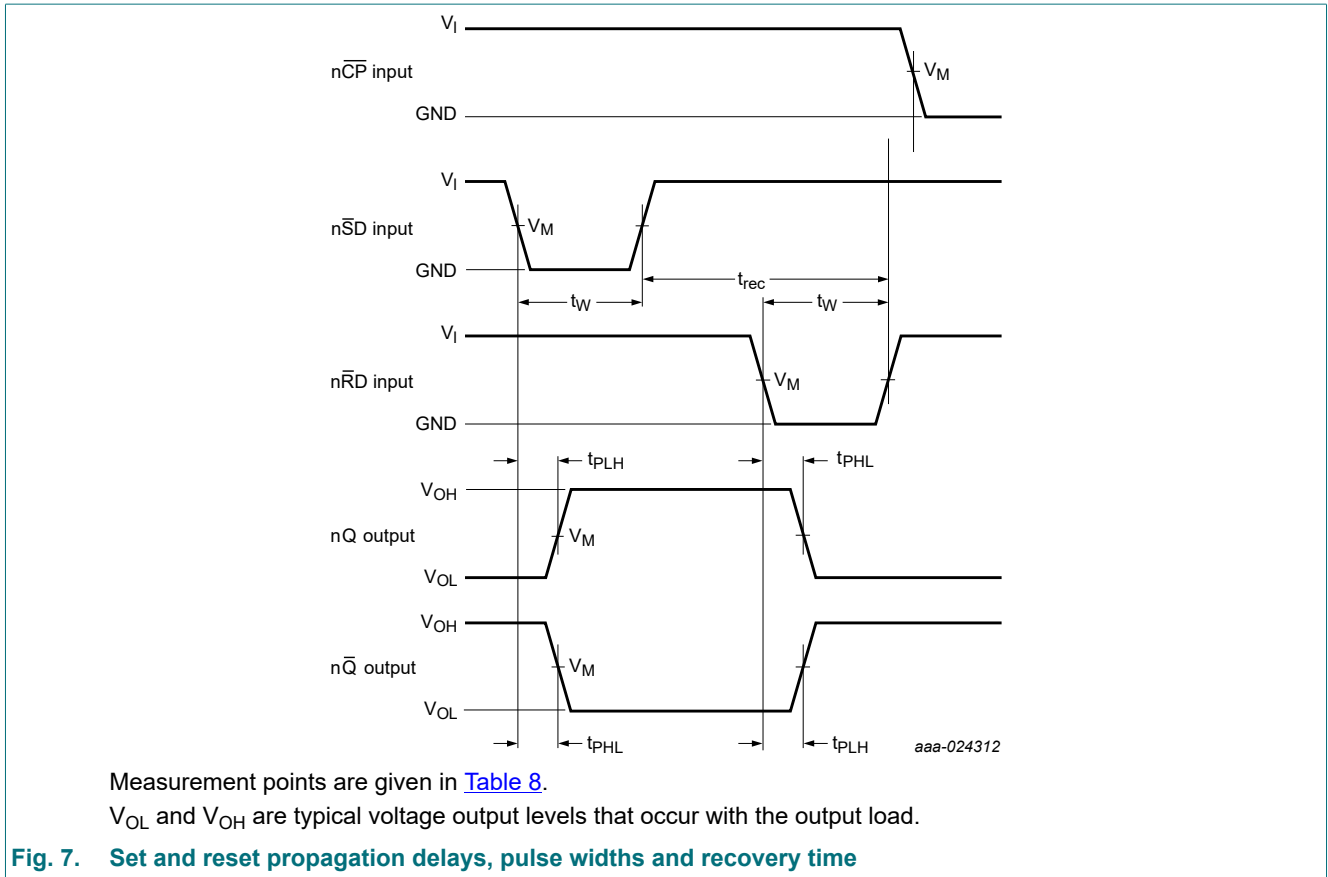 V_I
nC̅P̅ input
V_M
GND
V_I
nS̅D input
V_M
GND
t_rec
t_W
t_W
V_I
nR̅D input
V_M
GND
t_PLH
t_PHL
V_OH
nQ output
V_M
V_OL
V_OH
nQ̅ output
V_M
V_OL
t_PHL
t_PLH
aaa-024312
Measurement points are given in Table 8.
V_OL and V_OH are typical voltage output levels that occur with the output load.
Fig. 7. Set and reset propagation delays, pulse widths and recovery time